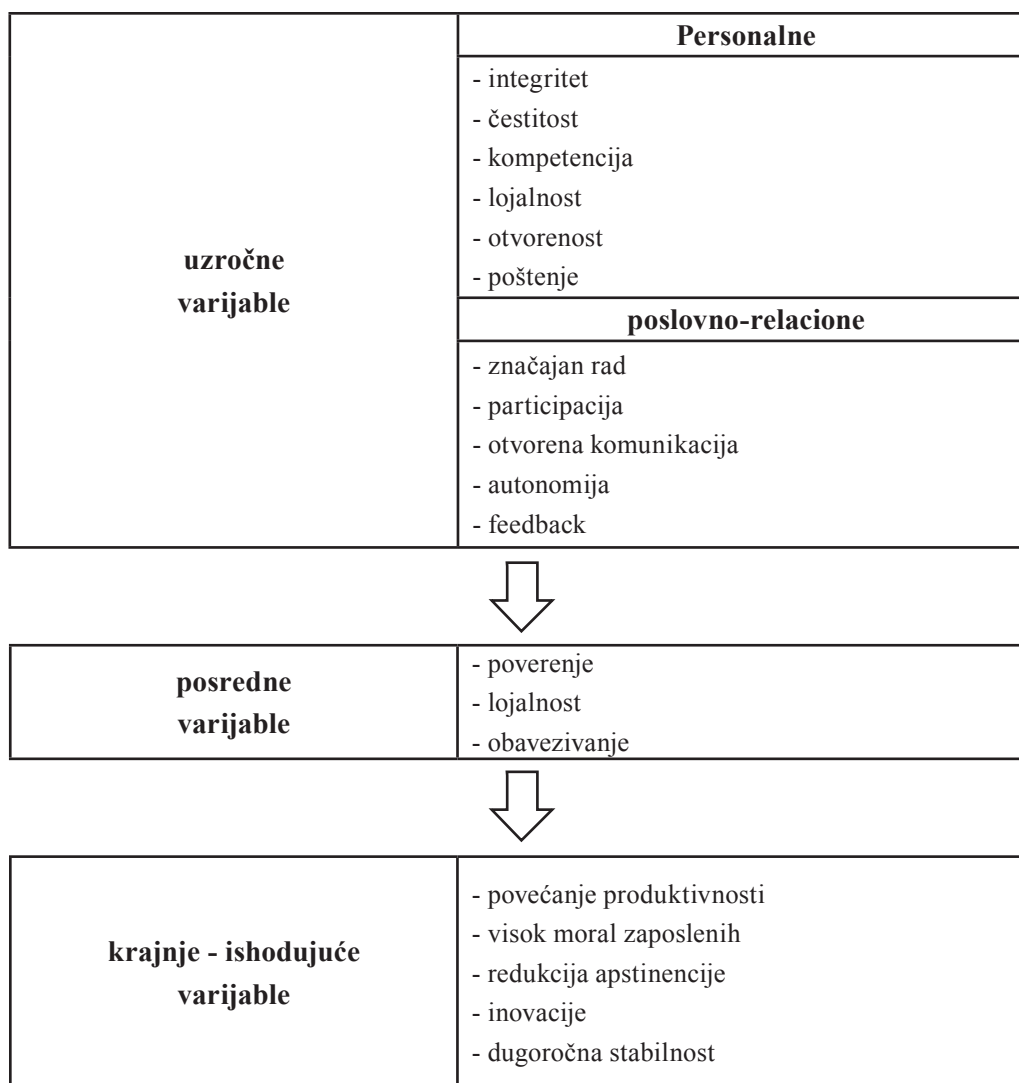 uzročne
varijable
Personalne
- integritet
- čestitost
- kompetencija
- lojalnost
- otvorenost
- poštenje
poslovno-relacione
- značajan rad
- participacija
- otvorena komunikacija
- autonomija
- feedback
posredne
varijable
- poverenje
- lojalnost
- obavezivanje
krajnje - ishodujuće
varijable
- povećanje produktivnosti
- visok moral zaposlenih
- redukcija apstinencije
- inovacije
- dugoročna stabilnost